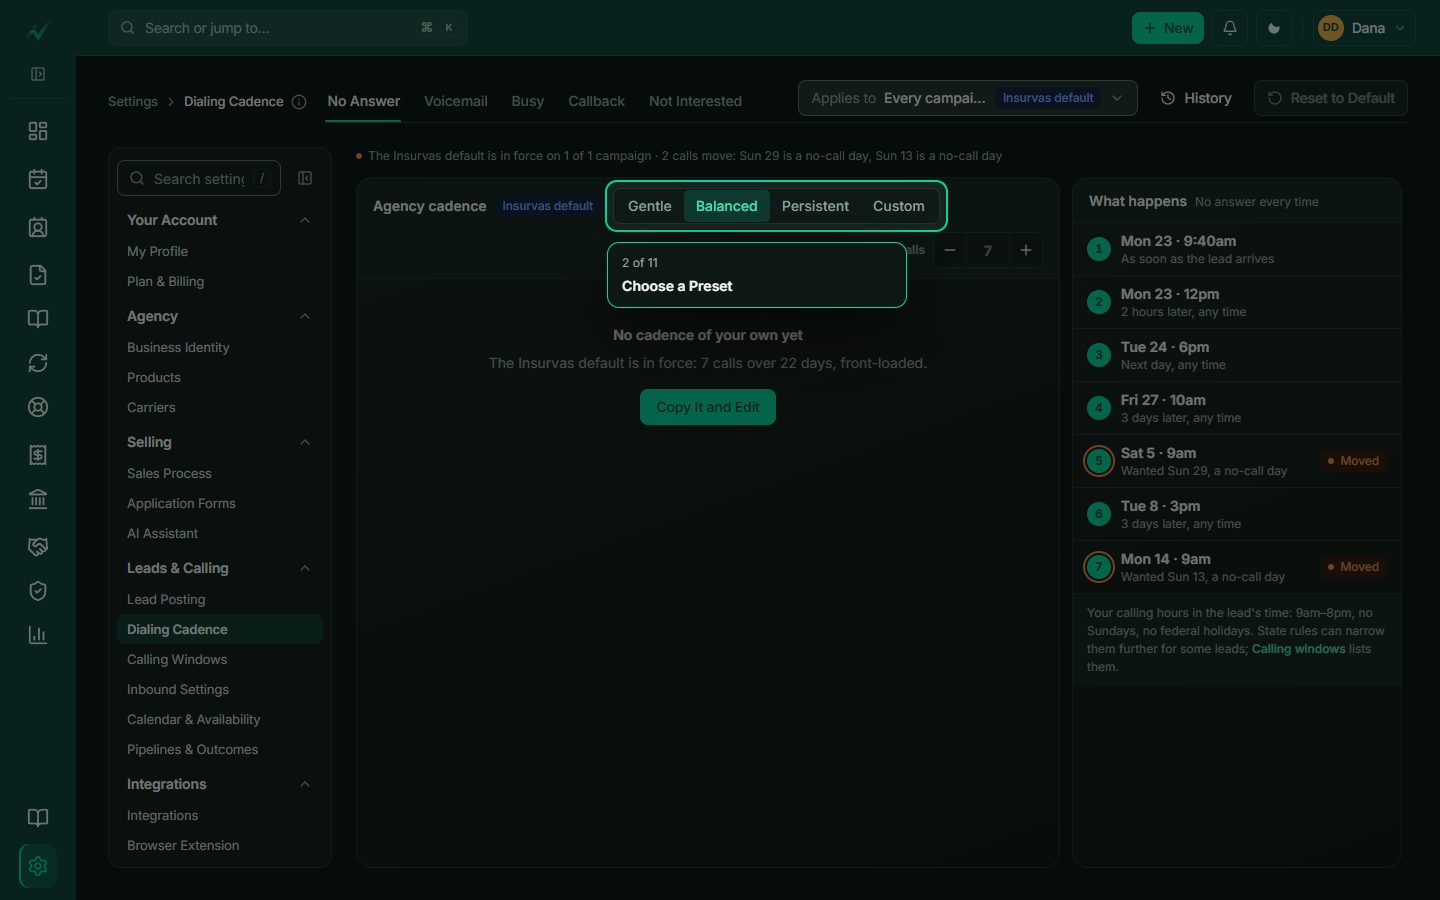 Search or jump to...
⌘ K
New
DD
Dana
Settings
Dialing Cadence
No Answer
Voicemail
Busy
Callback
Not Interested
Applies to Every campai... Insurvas default
History
Reset to Default
Search setting /
Your Account
My Profile
Plan & Billing
Agency
Business Identity
Products
Carriers
Selling
Sales Process
Application Forms
AI Assistant
Leads & Calling
Lead Posting
Dialing Cadence
Calling Windows
Inbound Settings
Calendar & Availability
Pipelines & Outcomes
Integrations
Integrations
Browser Extension
The Insurvas default is in force on 1 of 1 campaign · 2 calls move: Sun 29 is a no-call day, Sun 13 is a no-call day
Agency cadence Insurvas default
Gentle
Balanced
Persistent
Custom
7
2 of 11
Choose a Preset
No cadence of your own yet
The Insurvas default is in force: 7 calls over 22 days, front-loaded.
Copy It and Edit
What happens No answer every time
1
Mon 23 · 9:40am
As soon as the lead arrives
2
Mon 23 · 12pm
2 hours later, any time
3
Tue 24 · 6pm
Next day, any time
4
Fri 27 · 10am
3 days later, any time
5
Sat 5 · 9am
Wanted Sun 29, a no-call day
Moved
6
Tue 8 · 3pm
3 days later, any time
7
Mon 14 · 9am
Wanted Sun 13, a no-call day
Moved
Your calling hours in the lead's time: 9am–8pm, no
Sundays, no federal holidays. State rules can narrow
them further for some leads; Calling windows lists
them.